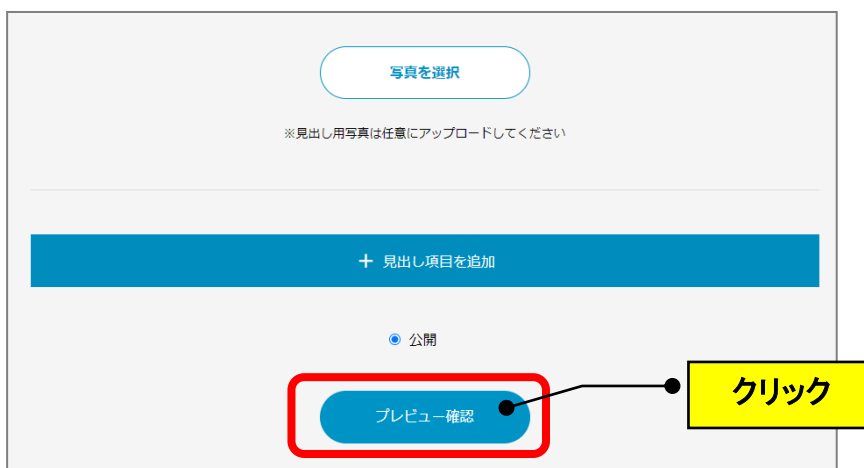 写真を選択
※見出し用写真は任意にアップロードしてください
＋ 見出し項目を追加
公開
プレビュー確認
クリック